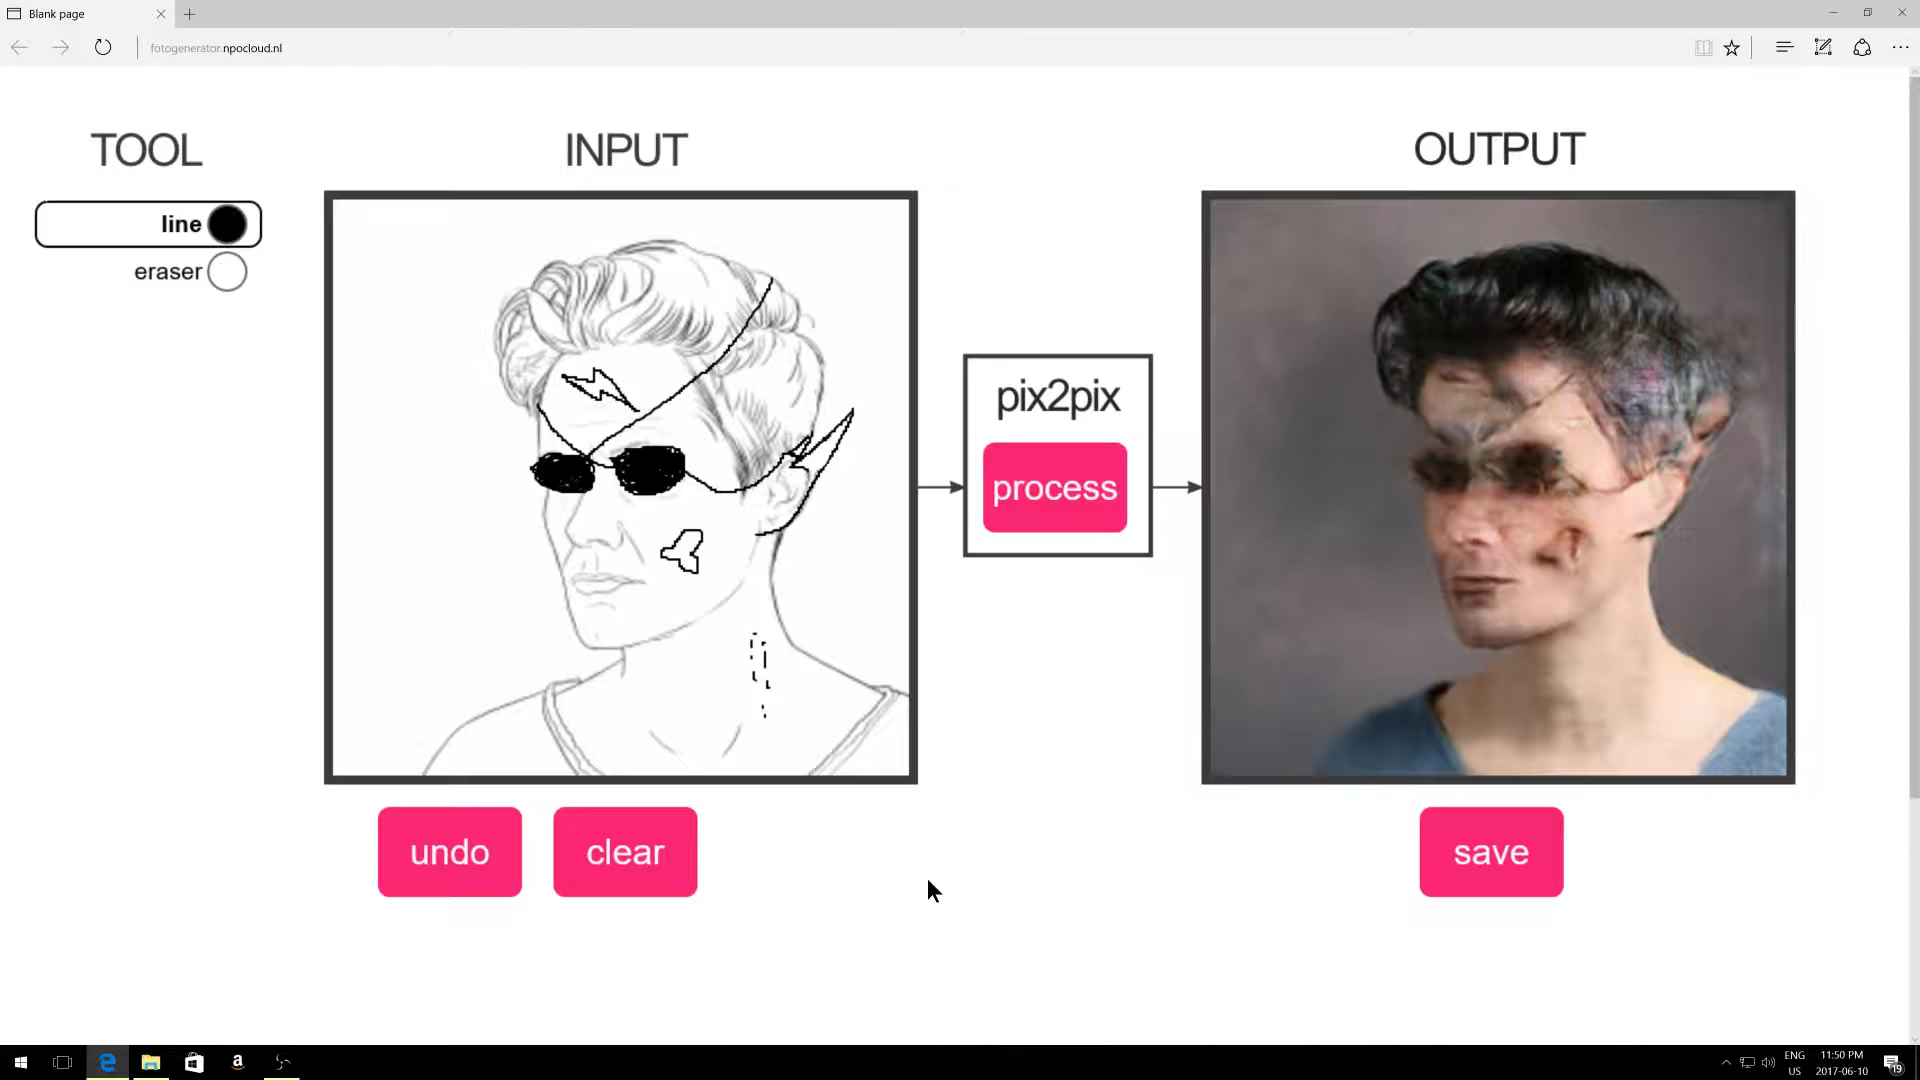 Blank page
fotogenerator.npocloud.nl
TOOL
INPUT
OUTPUT
line
eraser
pix2pix
process
undo
clear
save
ENG
US
11:50 PM
2017-06-10
19